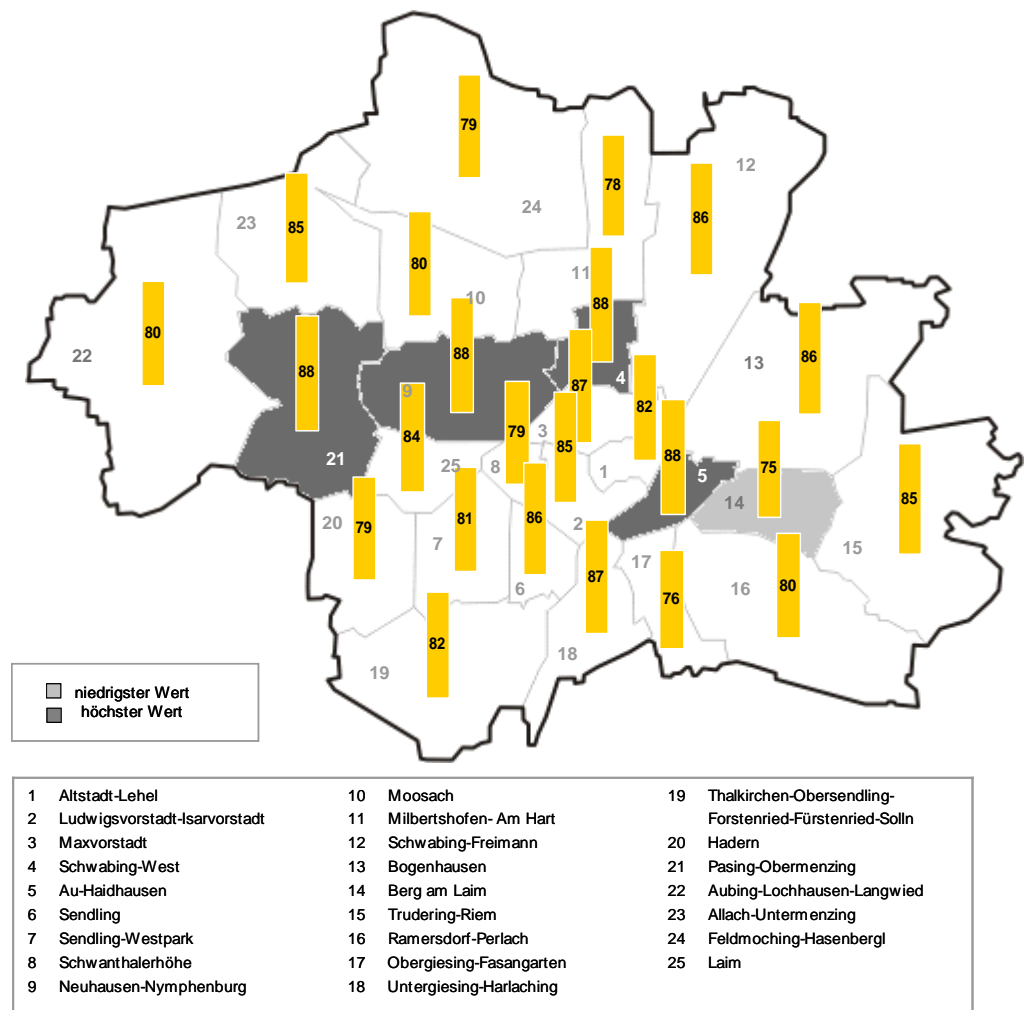 79
12
78
86
24
23
85
80
11
10
88
80
22
88
88
9
87
4
13
86
82
84
79
3
85
88
5
75
21
25
8
1
14
85
20
79
7
81
86
2
17
15
6
87
76
16
80
82
18
19
niedrigster Wert
höchster Wert
1 Altstadt-Lehel
2 Ludwigsvorstadt-Isarvorstadt
3 Maxvorstadt
4 Schwabing-West
5 Au-Haidhausen
6 Sendling
7 Sendling-Westpark
8 Schwanthalerhöhe
9 Neuhausen-Nymphenburg
10 Moosach
11 Milbertshofen- Am Hart
12 Schwabing-Freimann
13 Bogenhausen
14 Berg am Laim
15 Trudering-Riem
16 Ramersdorf-Perlach
17 Obergiesing-Fasangarten
18 Untergiesing-Harlaching
19 Thalkirchen-Obersendling-
Forstenried-Fürstenried-Solln
20 Hadern
21 Pasing-Obermenzing
22 Aubing-Lochhausen-Langwied
23 Allach-Untermenzing
24 Feldmoching-Hasenbergl
25 Laim